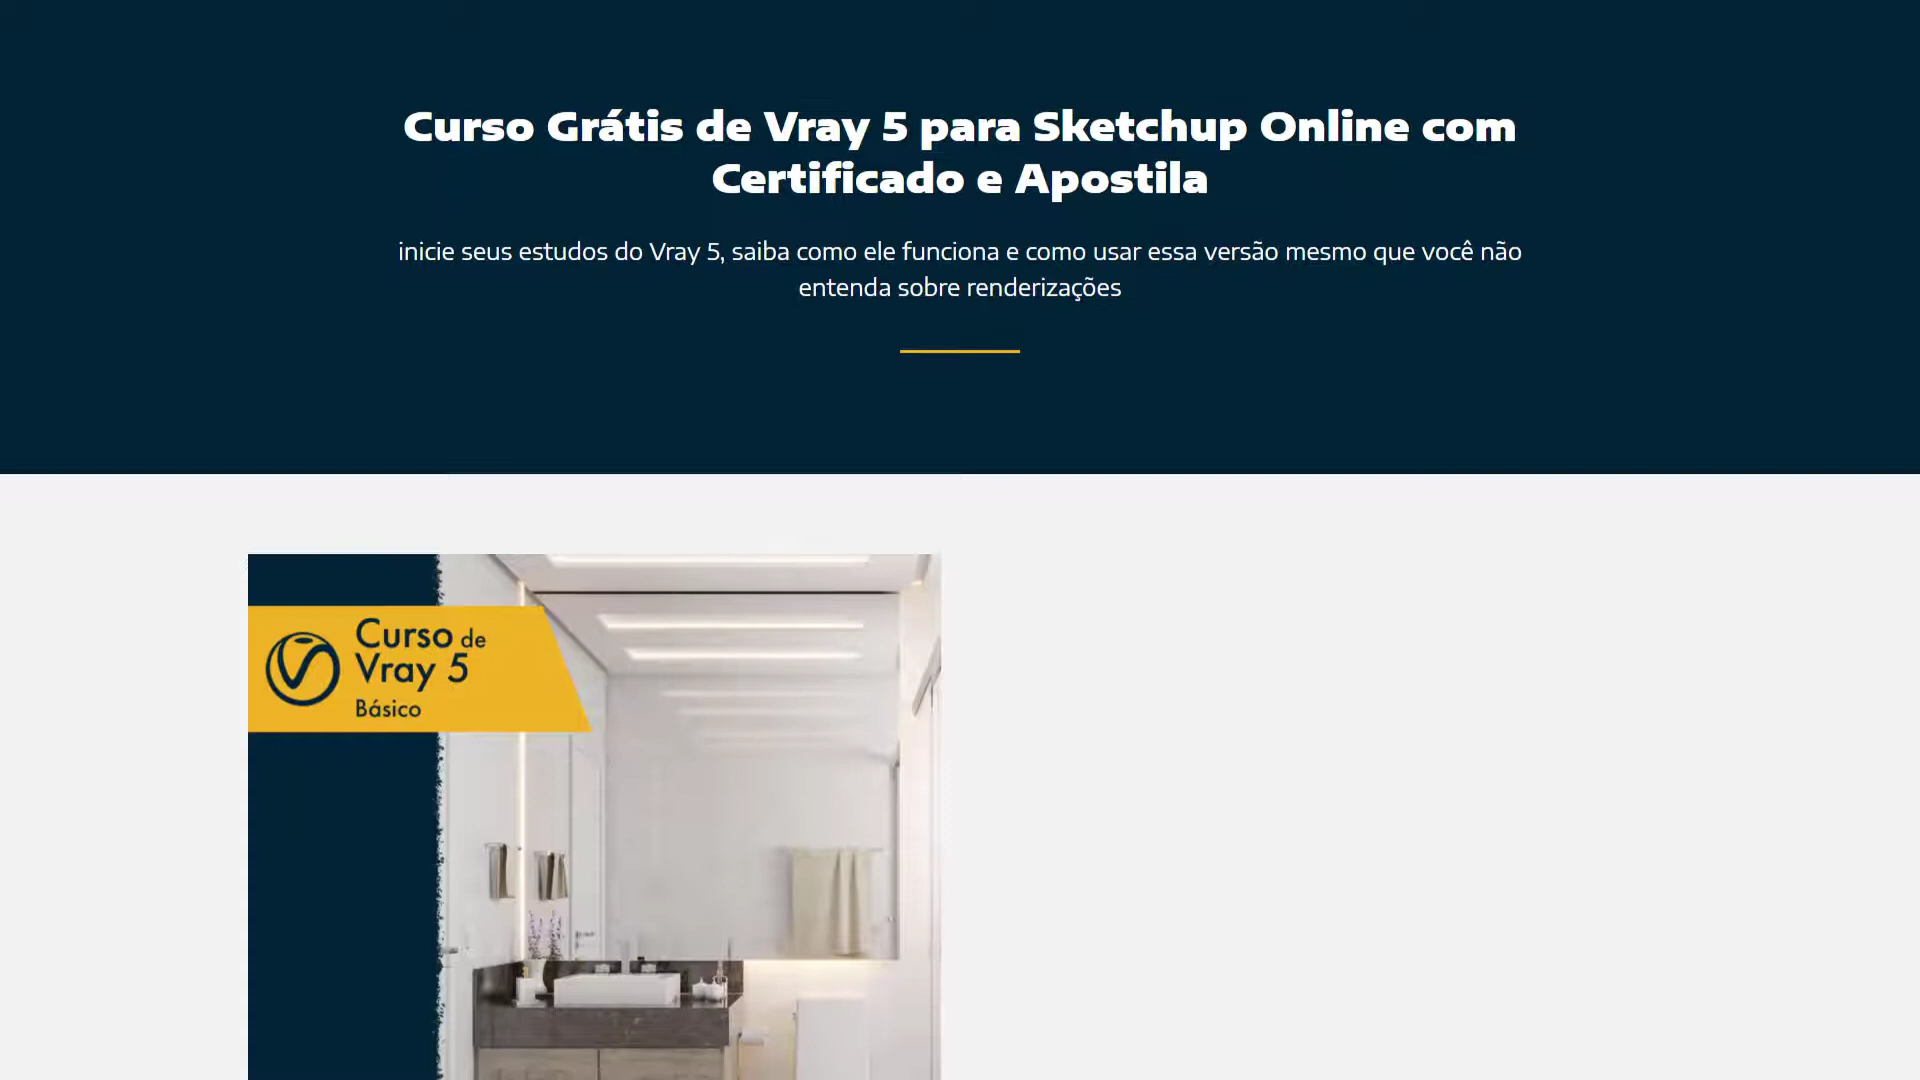 Curso Grátis de Vray 5 para Sketchup Online com
Certificado e Apostila
inicie seus estudos do Vray 5, saiba como ele funciona e como usar essa versão mesmo que você não
entenda sobre renderizações
Curso de
Vray 5
Básico